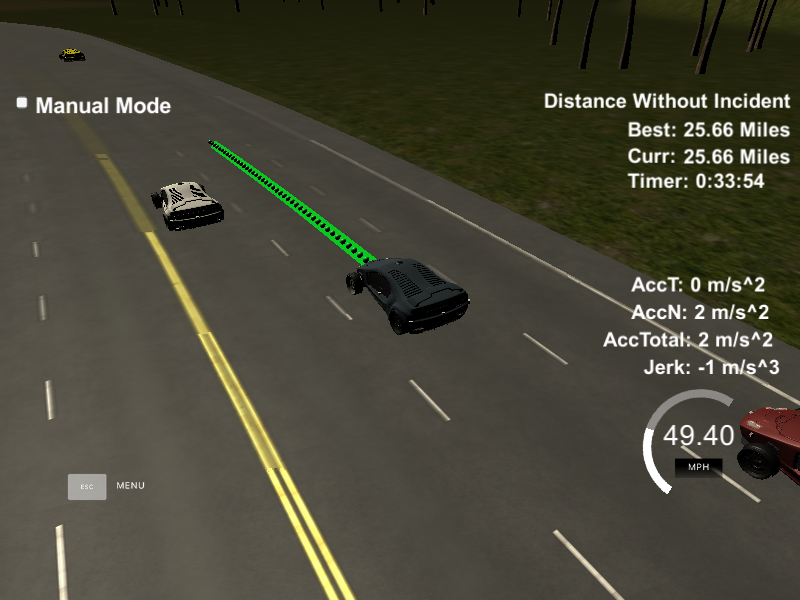 Manual Mode
Distance Without Incident
Best: 25.66 Miles
Curr: 25.66 Miles
Timer: 0:33:54
AccT: 0 m/s^2
AccN: 2 m/s^2
AccTotal: 2 m/s^2
Jerk: -1 m/s^3
49.40
MPH
ESC MENU